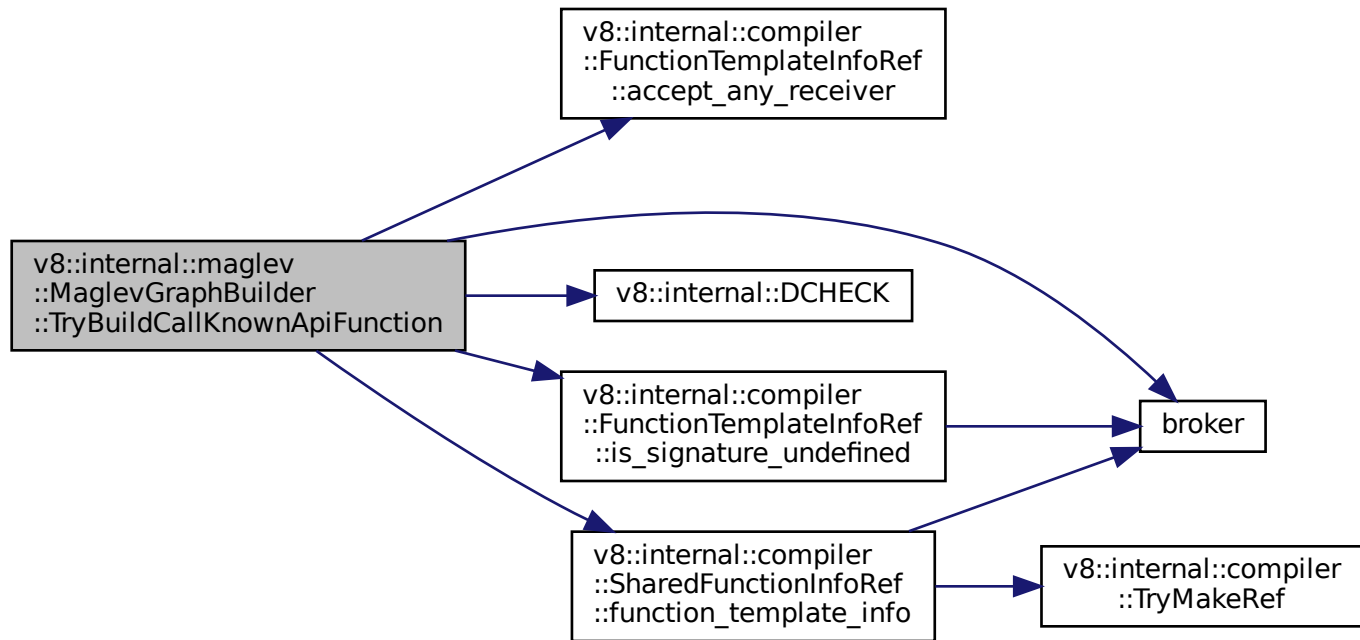 v8::internal::compiler
::FunctionTemplateInfoRef
::accept_any_receiver
v8::internal::maglev
::MaglevGraphBuilder
::TryBuildCallKnownApiFunction
v8::internal::DCHECK
v8::internal::compiler
::FunctionTemplateInfoRef
::is_signature_undefined
broker
v8::internal::compiler
::SharedFunctionInfoRef
::function_template_info
v8::internal::compiler
::TryMakeRef